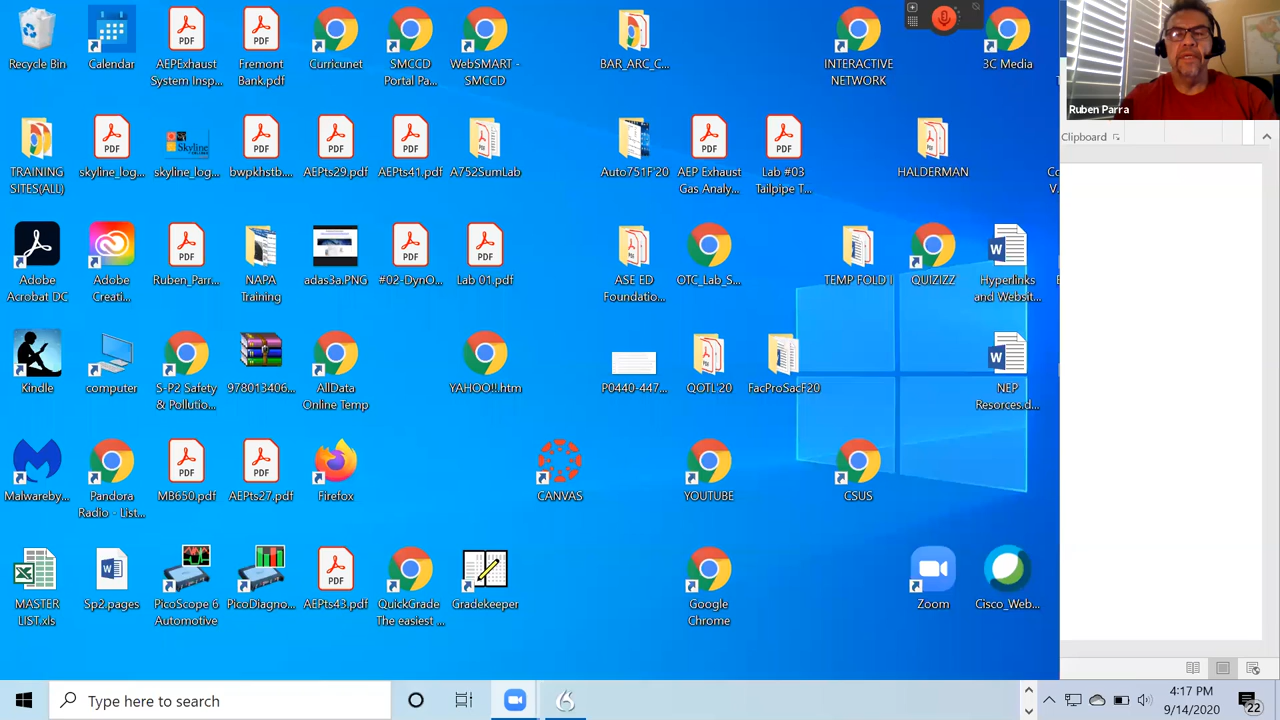 Recycle Bin
Calendar
AEPExhaust
System Insp...
Fremont
Bank.pdf
Curricunet
SMCCD
Portal Pa...
WebSMART -
SMCCD
BAR_ARC_C...
INTERACTIVE
NETWORK
3C Media
Ruben Parra
Clipboard
TRAINING
SITES(ALL)
skyline_log...
skyline_log...
bwpkhstb....
AEPts29.pdf
AEPts41.pdf
A752SumLab
Auto751F'20
AEP Exhaust
Gas Analy...
Lab #03
Tailpipe T...
HALDERMAN
Adobe
Acrobat DC
Adobe
Creati...
Ruben_Parr...
NAPA
Training
adas3a.PNG
#02-DynO...
Lab 01.pdf
ASE ED
Foundatio...
OTC_Lab_S...
TEMP FOLD I
QUIZIZZ
Hyperlinks
and Websit...
Kindle
computer
S-P2 Safety
& Pollutio...
978013406...
AllData
Online Temp
YAHOO!!.htm
P0440-447...
QOTL'20
FacProSacF20
NEP
Resorces.d...
Malwareby...
Pandora
Radio - List...
MB650.pdf
AEPts27.pdf
Firefox
CANVAS
YOUTUBE
CSUS
MASTER
LIST.xls
Sp2.pages
PicoScope 6
Automotive
PicoDiagno...
AEPts43.pdf
QuickGrade
The easiest ...
Gradekeeper
Google
Chrome
Zoom
Cisco_Web...
Type here to search
4:17 PM
9/14/2020
22